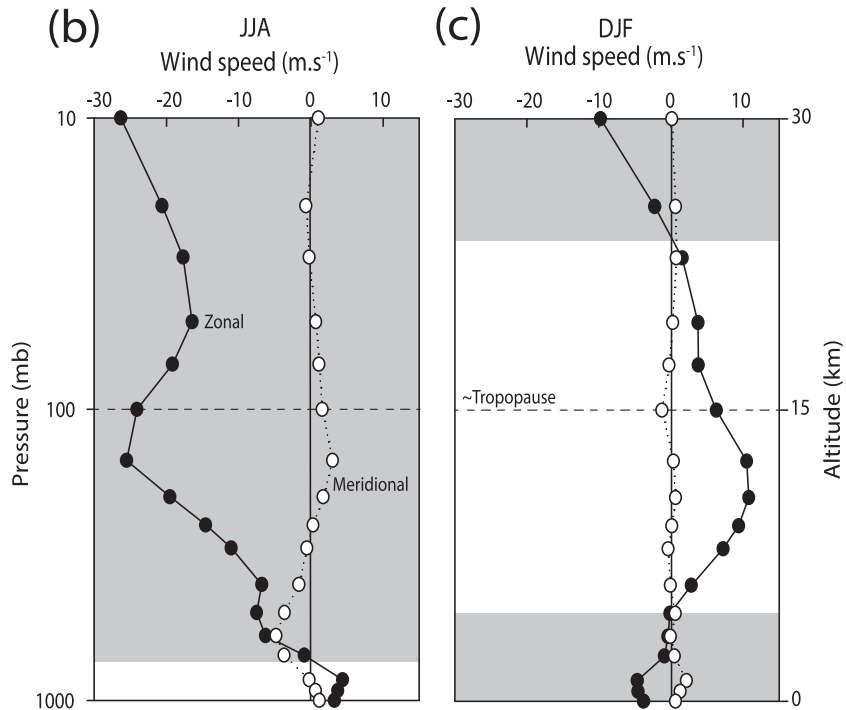 (b)
JJA
Wind speed (m.s-1)
-30 -20 -10 0 10
(c)
DJF
Wind speed (m.s-1)
-30 -20 -10 0 10
10
30
Zonal
Pressure (mb)
100
~Tropopause
15
Altitude (km)
Meridional
1000
0